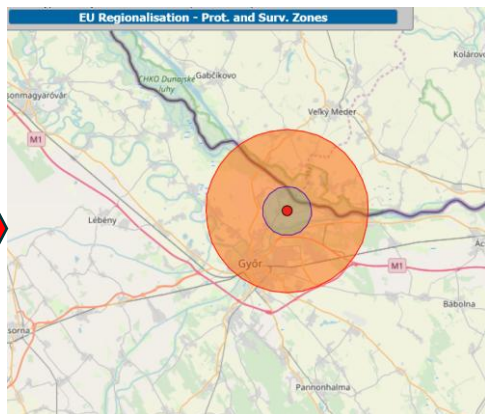 EU Regionalisation - Prot. and Surv. Zones
Kolárovo
Gabčíkovo
CHKO Dunajské
luhy
sonmagyaróvár
Veľký Meder
M1
Lébény
Győr
M1
Bábolna
sorna
Pannonhalma